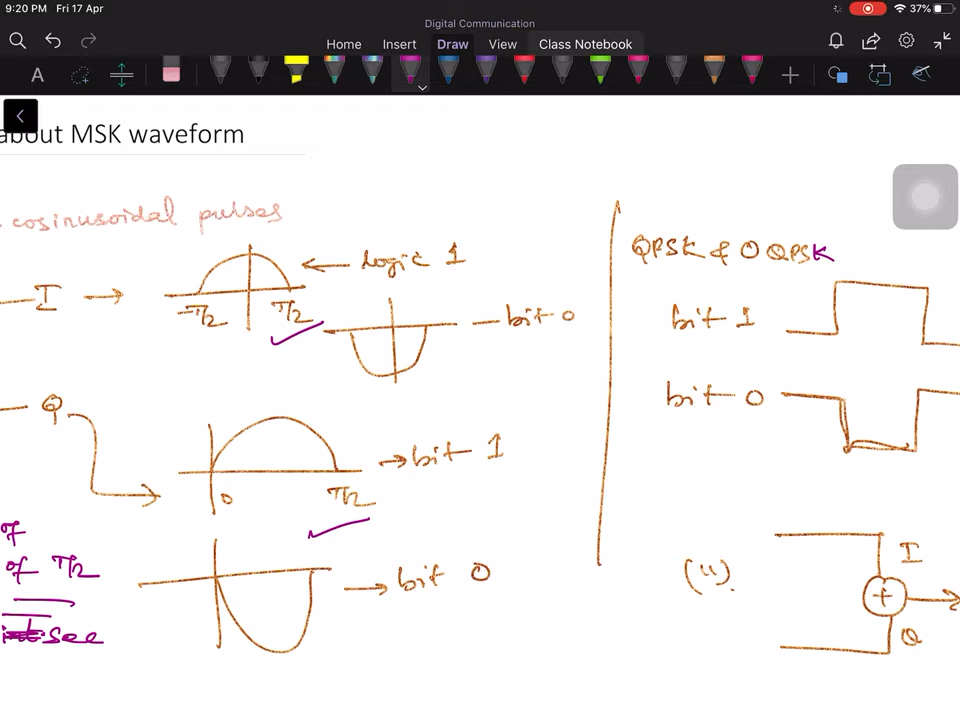 9:20 PM Fri 17 Apr
37%
Digital Communication
Home Insert Draw View Class Notebook
A
about MSK waveform
cosinusoidal pulses
I → ← logic 1
-π/2 π/2
— bit 0
Q
→ bit 1
0 π/2
of
of π/2
→ bit 0
see
QPSK & OQPSK
bit 1
bit 0
(ii).
I
+
Q